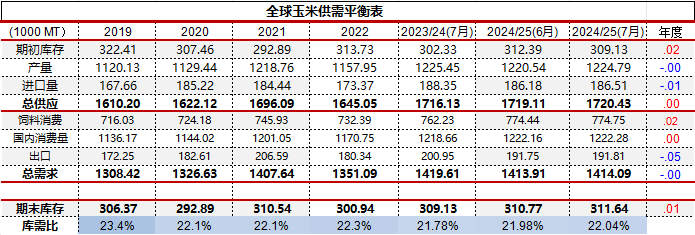 全球玉米供需平衡表
(1000 MT) 2019 2020 2021 2022 2023/24(7月) 2024/25(6月) 2024/25(7月) 年度
期初库存 322.41 307.46 292.89 313.73 302.33 312.39 309.13 .02
产量 1120.13 1129.44 1218.76 1157.95 1225.45 1220.54 1224.79 -.00
进口量 167.66 185.22 184.44 173.37 188.35 186.18 186.51 -.01
总供应 1610.20 1622.12 1696.09 1645.05 1716.13 1719.11 1720.43 .00
饲料消费 716.03 724.18 745.93 732.39 759.23 774.44 774.75 .02
国内消费量 1136.17 1144.02 1201.05 1170.75 1218.66 1222.16 1222.28 .00
出口 172.25 182.61 206.59 180.34 200.95 191.75 191.81 -.05
总需求 1308.42 1326.63 1407.64 1351.09 1419.61 1413.91 1414.09 -.00
期末库存 306.37 292.89 310.54 300.94 309.13 310.77 311.64 .01
库需比 23.4% 22.1% 22.1% 22.3% 21.78% 21.98% 22.04%